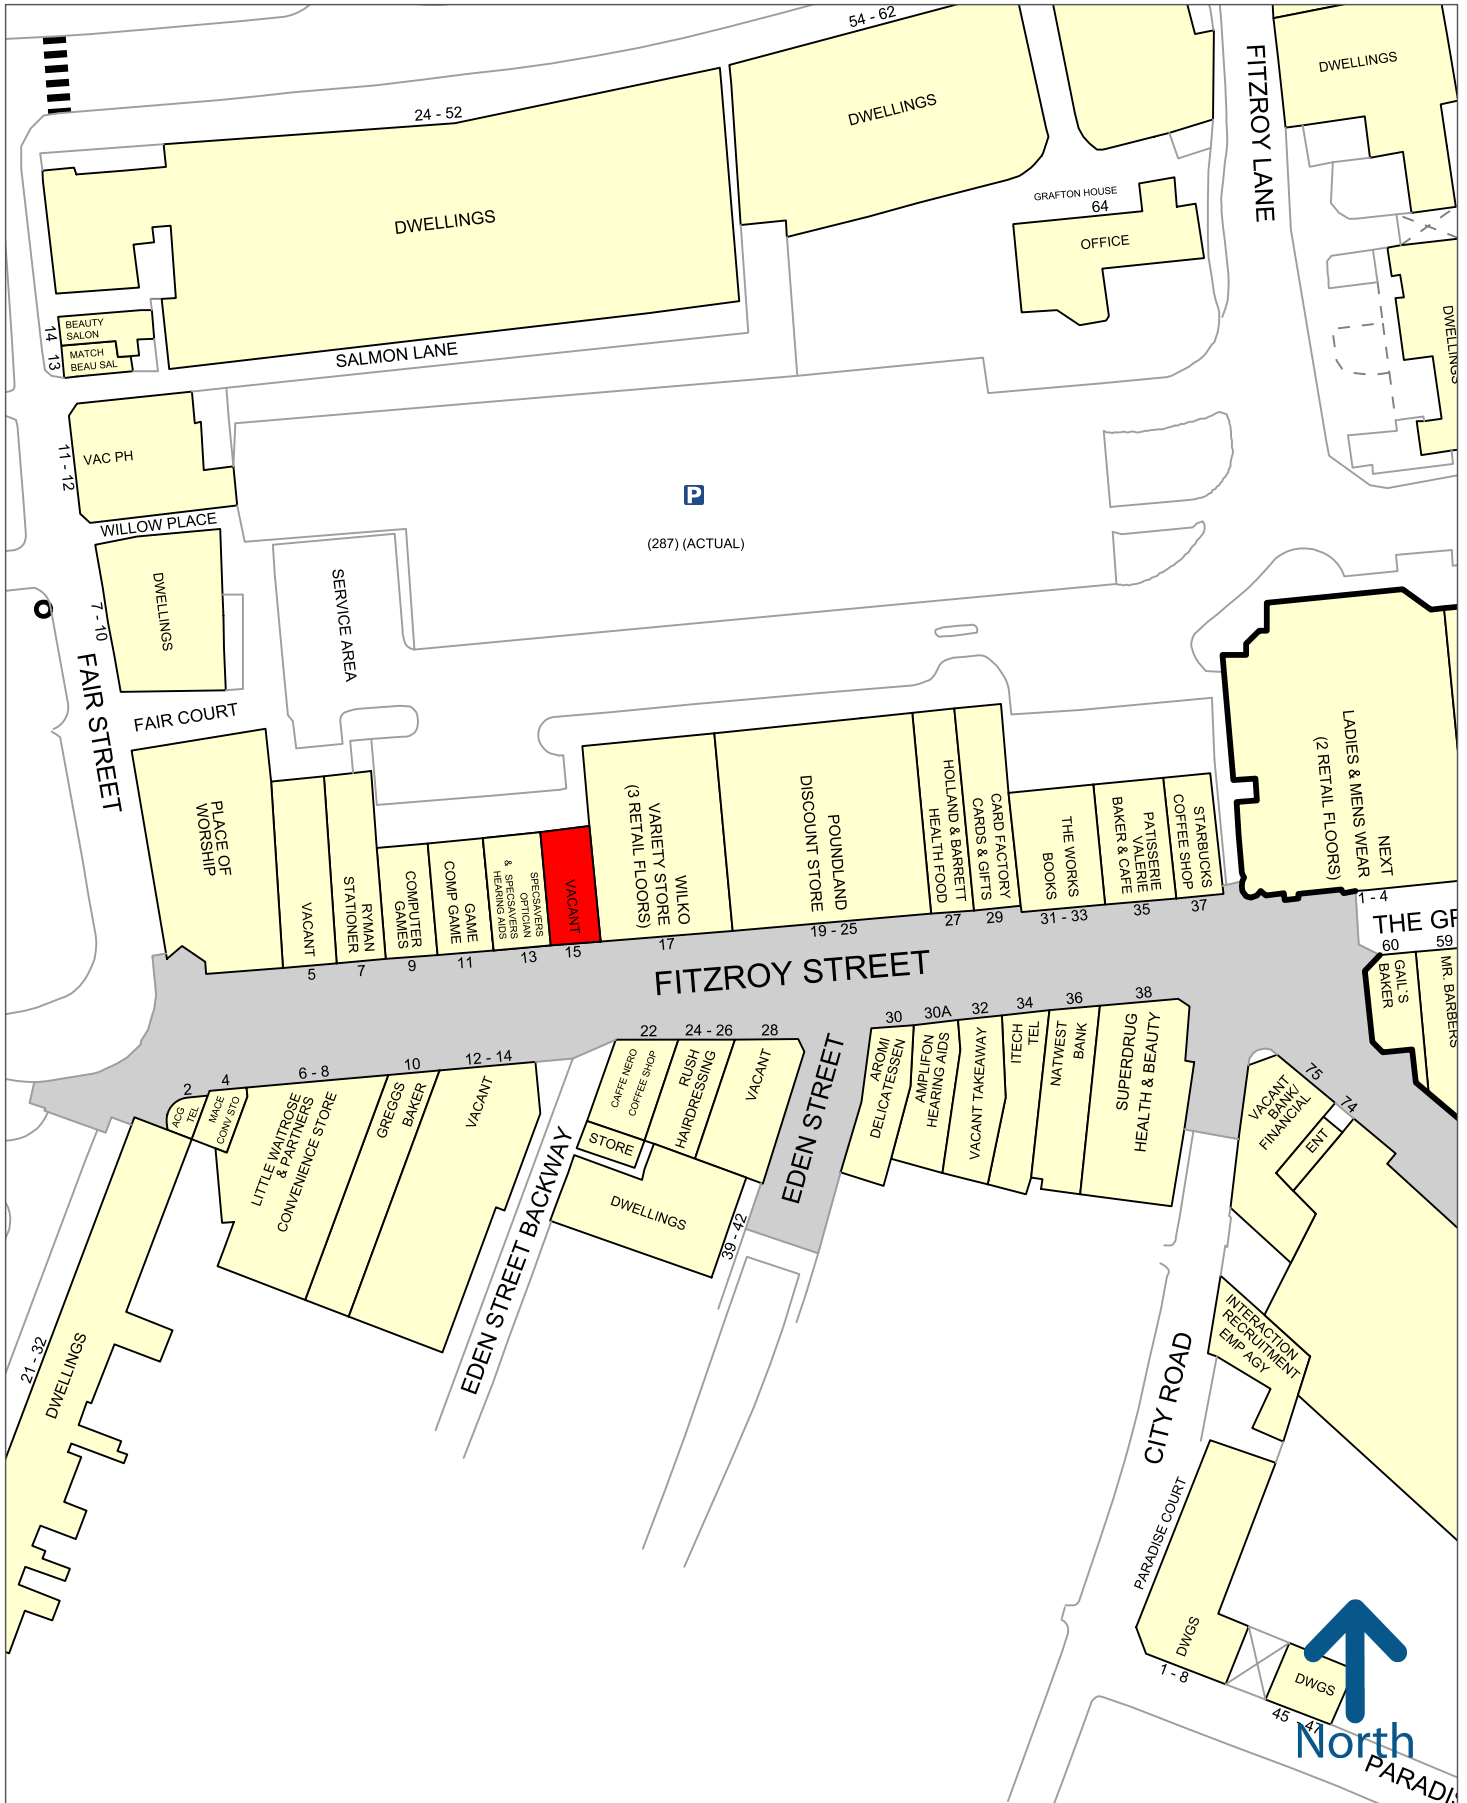 54 - 62
24 - 52
DWELLINGS
DWELLINGS
FITZROY LANE
DWELLINGS
GRAFTON HOUSE
64
OFFICE
DWELLINGS
14
BEAUTY
SALON
13
MATCH
BEAU SAL
SALMON LANE
11 - 12
VAC PH
WILLOW PLACE
P
(287) (ACTUAL)
DWELLINGS
7 - 10
SERVICE AREA
FAIR STREET
FAIR COURT
PLACE OF
WORSHIP
VACANT
5
RYMAN
STATIONER
7
COMPUTER
GAMES
9
GAME
COMP GAME
11
SPECSAVERS
OPTICIAN
& SPECSAVERS
HEARING AIDS
13
VACANT
15
WILKO
VARIETY STORE
(3 RETAIL FLOORS)
17
POUNDLAND
DISCOUNT STORE
19 - 25
HOLLAND & BARRETT
HEALTH FOOD
27
CARD FACTORY
CARDS & GIFTS
29
THE WORKS
BOOKS
31 - 33
PATISSERIE
VALERIE
BAKER & CAFE
35
STARBUCKS
COFFEE SHOP
37
NEXT
LADIES & MENS WEAR
(2 RETAIL FLOORS)
1 - 4
THE GR
60
59
GAIL`S
BAKER
MR. BARBERS
FITZROY STREET
2
ACG
TEL
4
MACE
CONV STO
6 - 8
LITTLE WAITROSE
& PARTNERS
CONVENIENCE STORE
10
GREGGS
BAKER
12 - 14
VACANT
22
CAFFE NERO
COFFEE SHOP
STORE
24 - 26
RUSH
HAIRDRESSING
28
VACANT
DWELLINGS
39 - 42
EDEN STREET BACKWAY
EDEN STREET
30
AROMI
DELICATESSEN
30A
AMPLIFON
HEARING AIDS
32
VACANT TAKEAWAY
34
ITECH
TEL
36
NATWEST
BANK
38
SUPERDRUG
HEALTH & BEAUTY
75
74
VACANT
BANK/
FINANCIAL
ENT
INTERACTION
RECRUITMENT
EMP AGY
21 - 32
DWELLINGS
CITY ROAD
PARADISE COURT
DWGS
1 - 8
DWGS
45 - 47
North
PARADIS